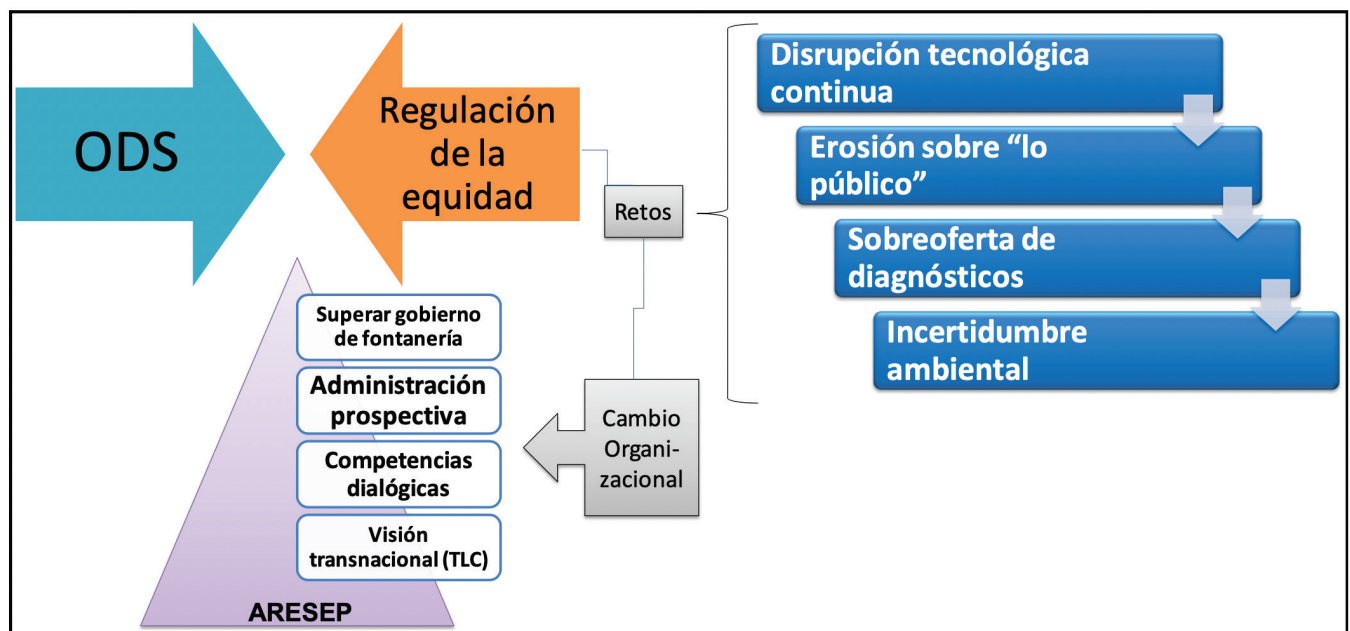 ODS
Regulación
de la
equidad
Retos
Disrupción tecnológica
continua
Erosión sobre “lo
público”
Sobreoferta de
diagnósticos
Incertidumbre
ambiental
Superar gobierno
de fontanería
Administración
prospectiva
Competencias
dialógicas
Visión
transnacional (TLC)
ARESEP
Cambio
Organi-
zacional